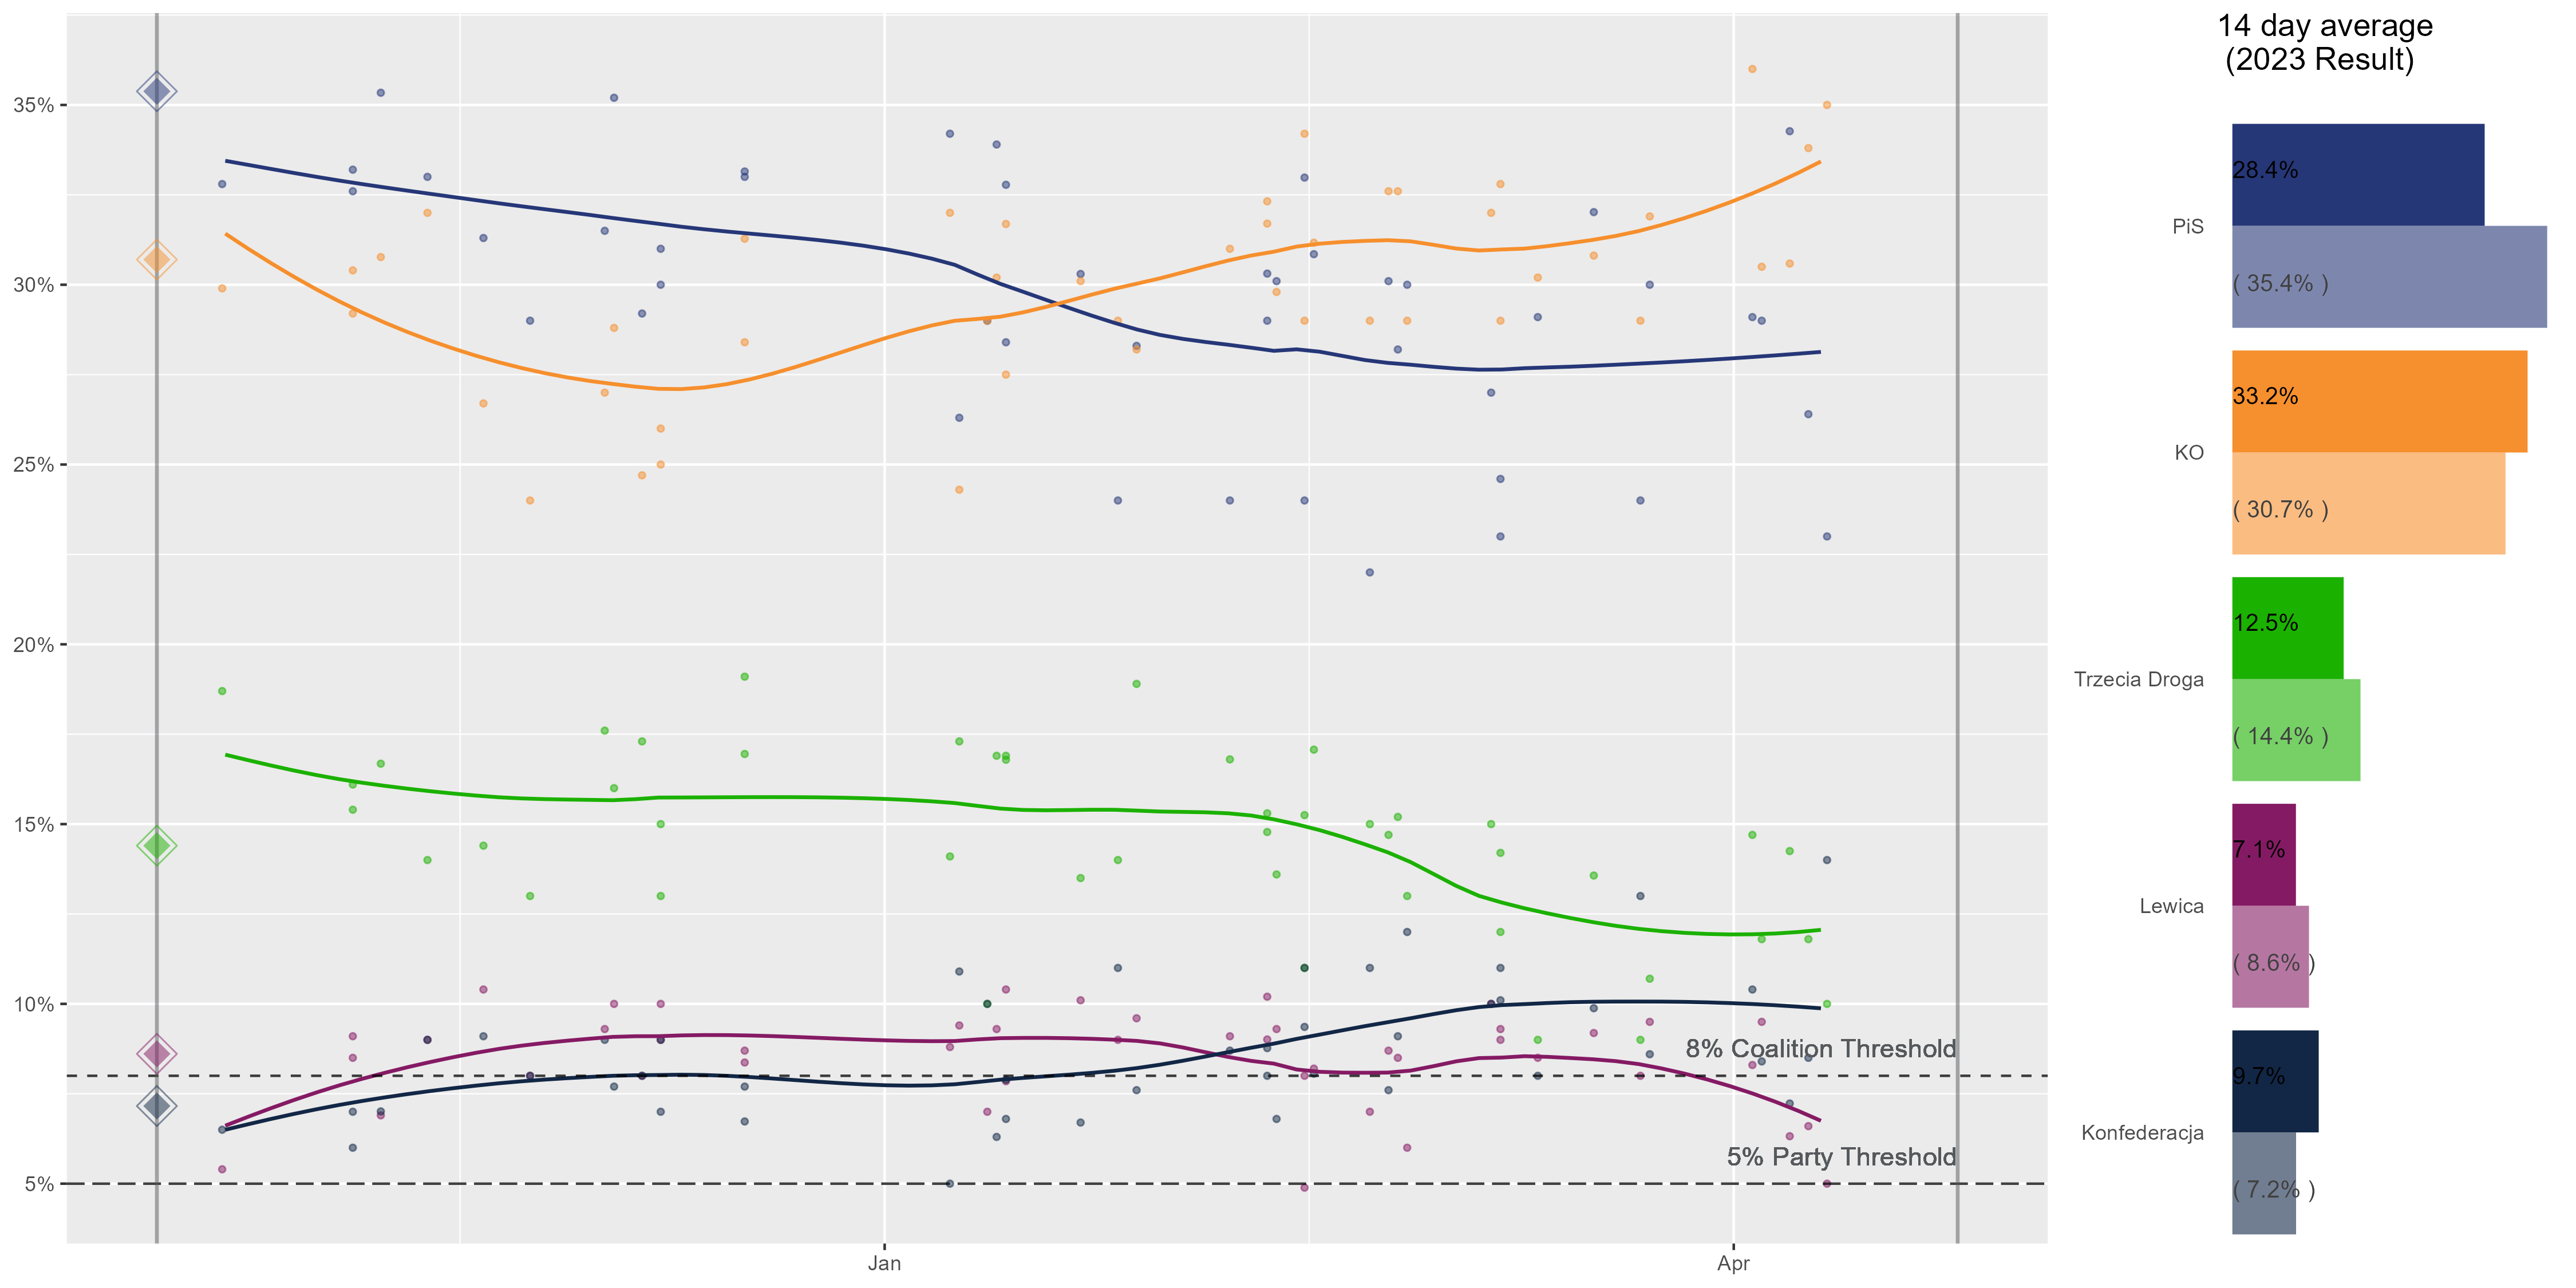 14 day average
(2023 Result)
35%
30%
25%
20%
15%
10%
5%
8% Coalition Threshold
5% Party Threshold
Jan
Apr
PiS
28.4%
( 35.4% )
KO
33.2%
( 30.7% )
Trzecia Droga
12.5%
( 14.4% )
Lewica
7.1%
( 8.6% )
Konfederacja
9.7%
( 7.2% )